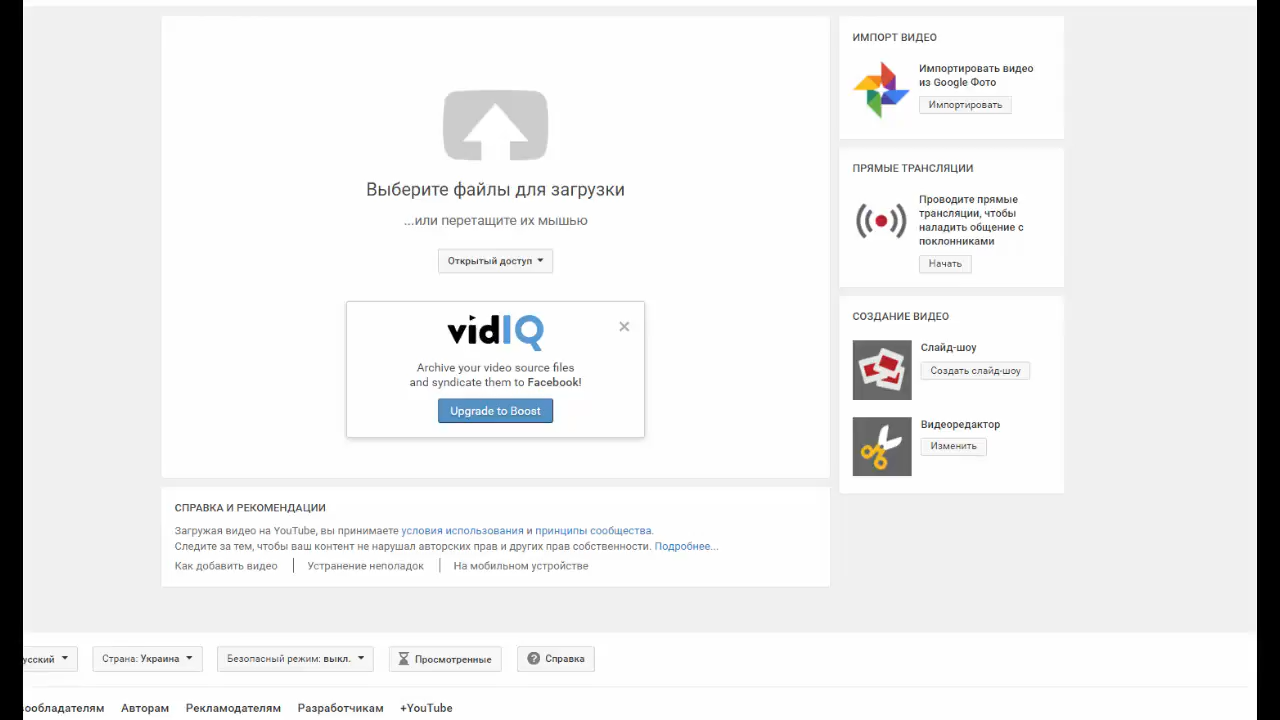 Выберите файлы для загрузки
...или перетащите их мышью
Открытый доступ
vidIQ
Archive your video source files
and syndicate them to Facebook!
Upgrade to Boost
ИМПОРТ ВИДЕО
Импортировать видео
из Google Фото
Импортировать
ПРЯМЫЕ ТРАНСЛЯЦИИ
Проводите прямые
трансляции, чтобы
наладить общение с
поклонниками
Начать
СОЗДАНИЕ ВИДЕО
Слайд-шоу
Создать слайд-шоу
Видеоредактор
Изменить
СПРАВКА И РЕКОМЕНДАЦИИ
Загружая видео на YouTube, вы принимаете условия использования и принципы сообщества.
Следите за тем, чтобы ваш контент не нарушал авторских прав и других прав собственности. Подробнее...
Как добавить видео Устранение неполадок На мобильном устройстве
усский Страна: Украина Безопасный режим: выкл. Просмотренные Справка
вообладателям Авторам Рекламодателям Разработчикам +YouTube